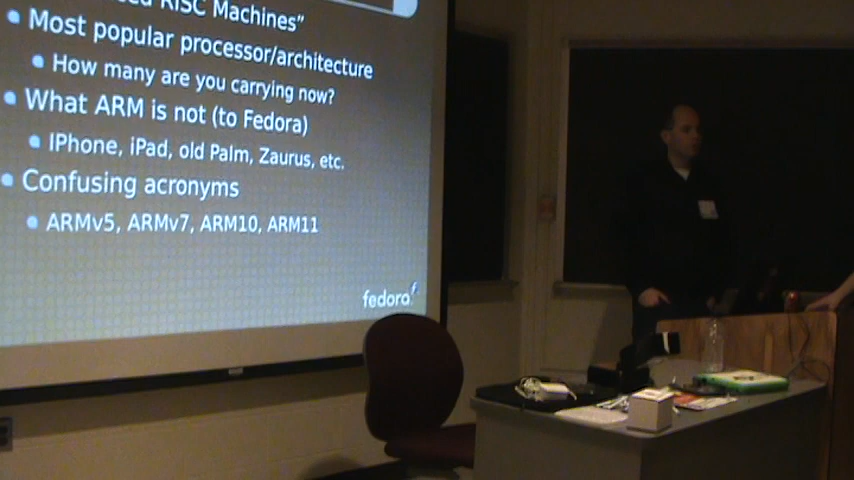 RISC Machines"
Most popular processor/architecture
How many are you carrying now?
What ARM is not (to Fedora)
IPhone, iPad, old Palm, Zaurus, etc.
Confusing acronyms
ARMv5, ARMv7, ARM10, ARM11
fedora